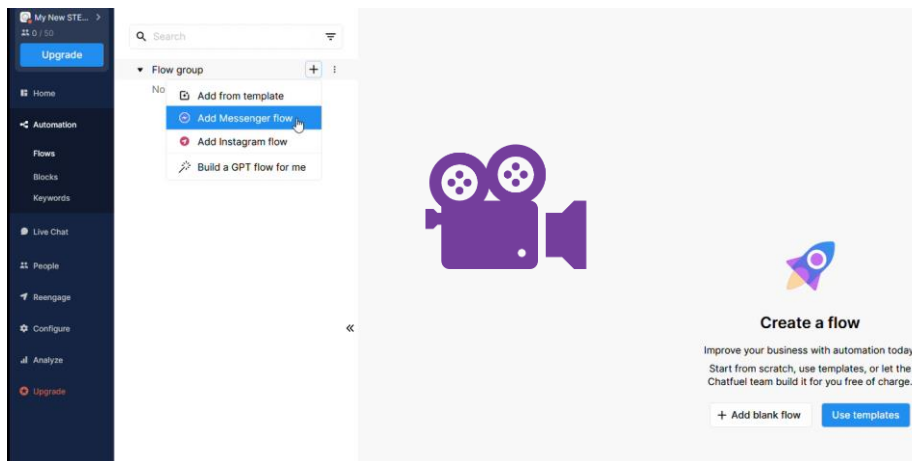 My New STE...
0 / 50
Upgrade
Home
Automation
Flows
Blocks
Keywords
Live Chat
People
Reengage
Configure
Analyze
Upgrade
Search
Flow group
No
Add from template
Add Messenger flow
Add Instagram flow
Build a GPT flow for me
Create a flow
Improve your business with automation today
Start from scratch, use templates, or let the
Chatfuel team build it for you free of charge.
+ Add blank flow
Use templates